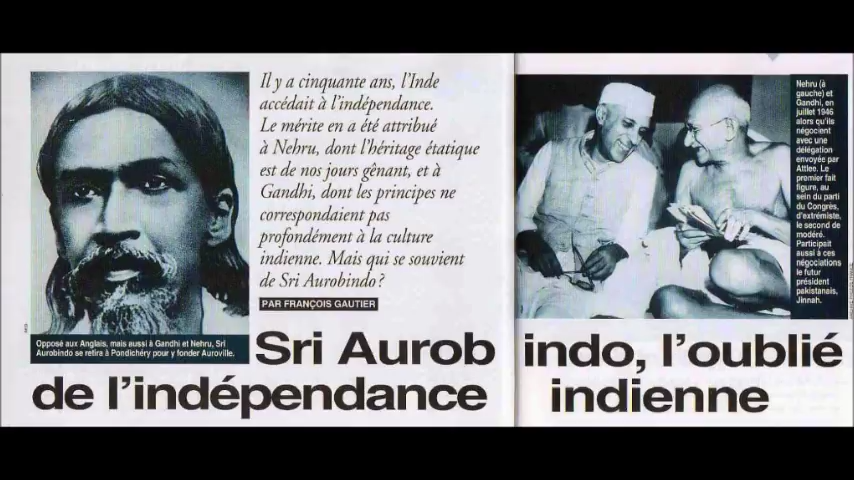 Il y a cinquante ans, l'Inde
accédait à l'indépendance.
Le mérite en a été attribué
à Nehru, dont l'héritage étatique
est de nos jours gênant, et à
Gandhi, dont les principes ne
correspondaient pas
profondément à la culture
indienne. Mais qui se souvient
de Sri Aurobindo ?
PAR FRANÇOIS GAUTIER
Opposé aux Anglais, mais aussi à Gandhi et Nehru, Sri
Aurobindo se retira à Pondichéry pour y fonder Auroville.
Nehru (à
gauche) et
Gandhi, en
juillet 1946
alors qu'ils
négocient
avec une
délégation
envoyée par
Attlee. Le
premier fait
figure, au
sein du parti
du Congrès,
d'extrémiste,
le second de
modéré.
Participait
aussi à ces
négociations
le futur
président
pakistanais,
Jinnah.
Sri Aurobindo, l'oublié
de l'indépendance indienne